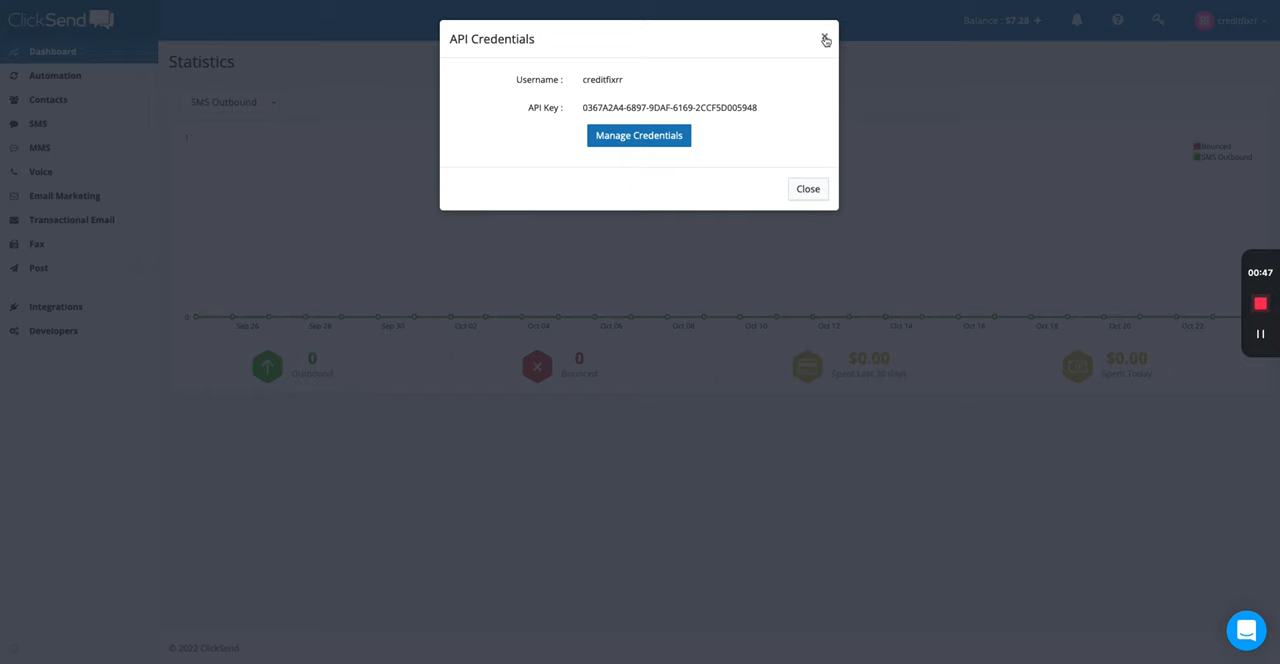 ClickSend
Balance : $7.28 +
creditfixrr
Dashboard
Automation
Contacts
SMS
MMS
Voice
Email Marketing
Transactional Email
Fax
Post
Integrations
Developers
Statistics
SMS Outbound
API Credentials
x
Username : creditfixrr
API Key : 0367A2A4-6897-9DAF-6169-2CCF5D005948
Manage Credentials
Close
1
Bounced
SMS Outbound
0
Sep 26 Sep 28 Sep 30 Oct 02 Oct 04 Oct 06 Oct 08 Oct 10 Oct 12 Oct 14 Oct 16 Oct 18 Oct 20 Oct 22
0
Outbound
0
Bounced
$0.00
Spent Last 30 days
$0.00
Spent Today
00:47
© 2022 ClickSend